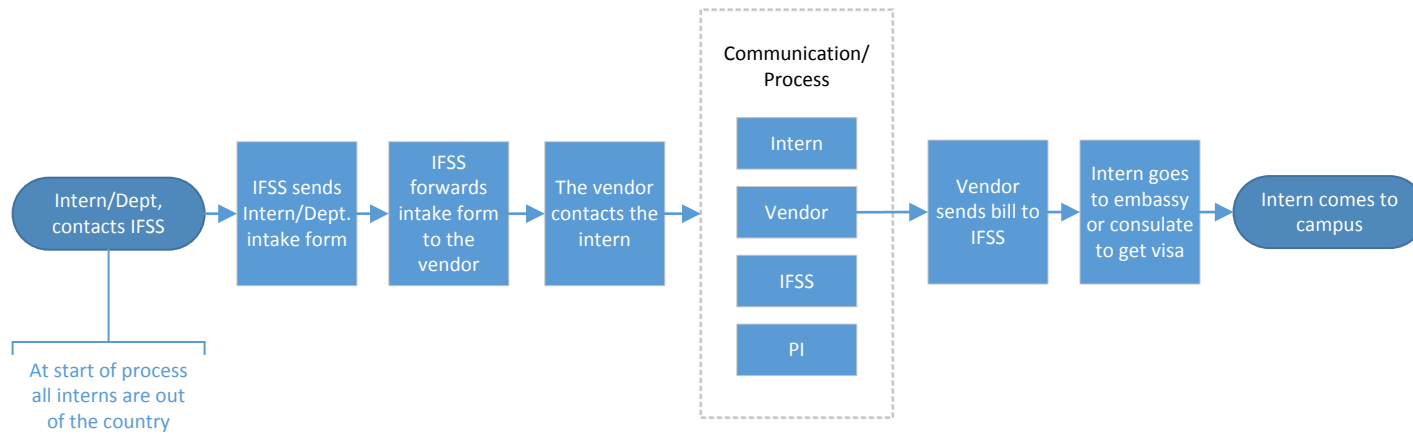 Intern/Dept,
contacts IFSS
At start of process
all interns are out
of the country
IFSS sends
Intern/Dept.
intake form
IFSS
forwards
intake form
to the
vendor
The vendor
contacts the
intern
Communication/
Process
Intern
Vendor
IFSS
PI
Vendor
sends bill to
IFSS
Intern goes
to embassy
or consulate
to get visa
Intern comes to
campus